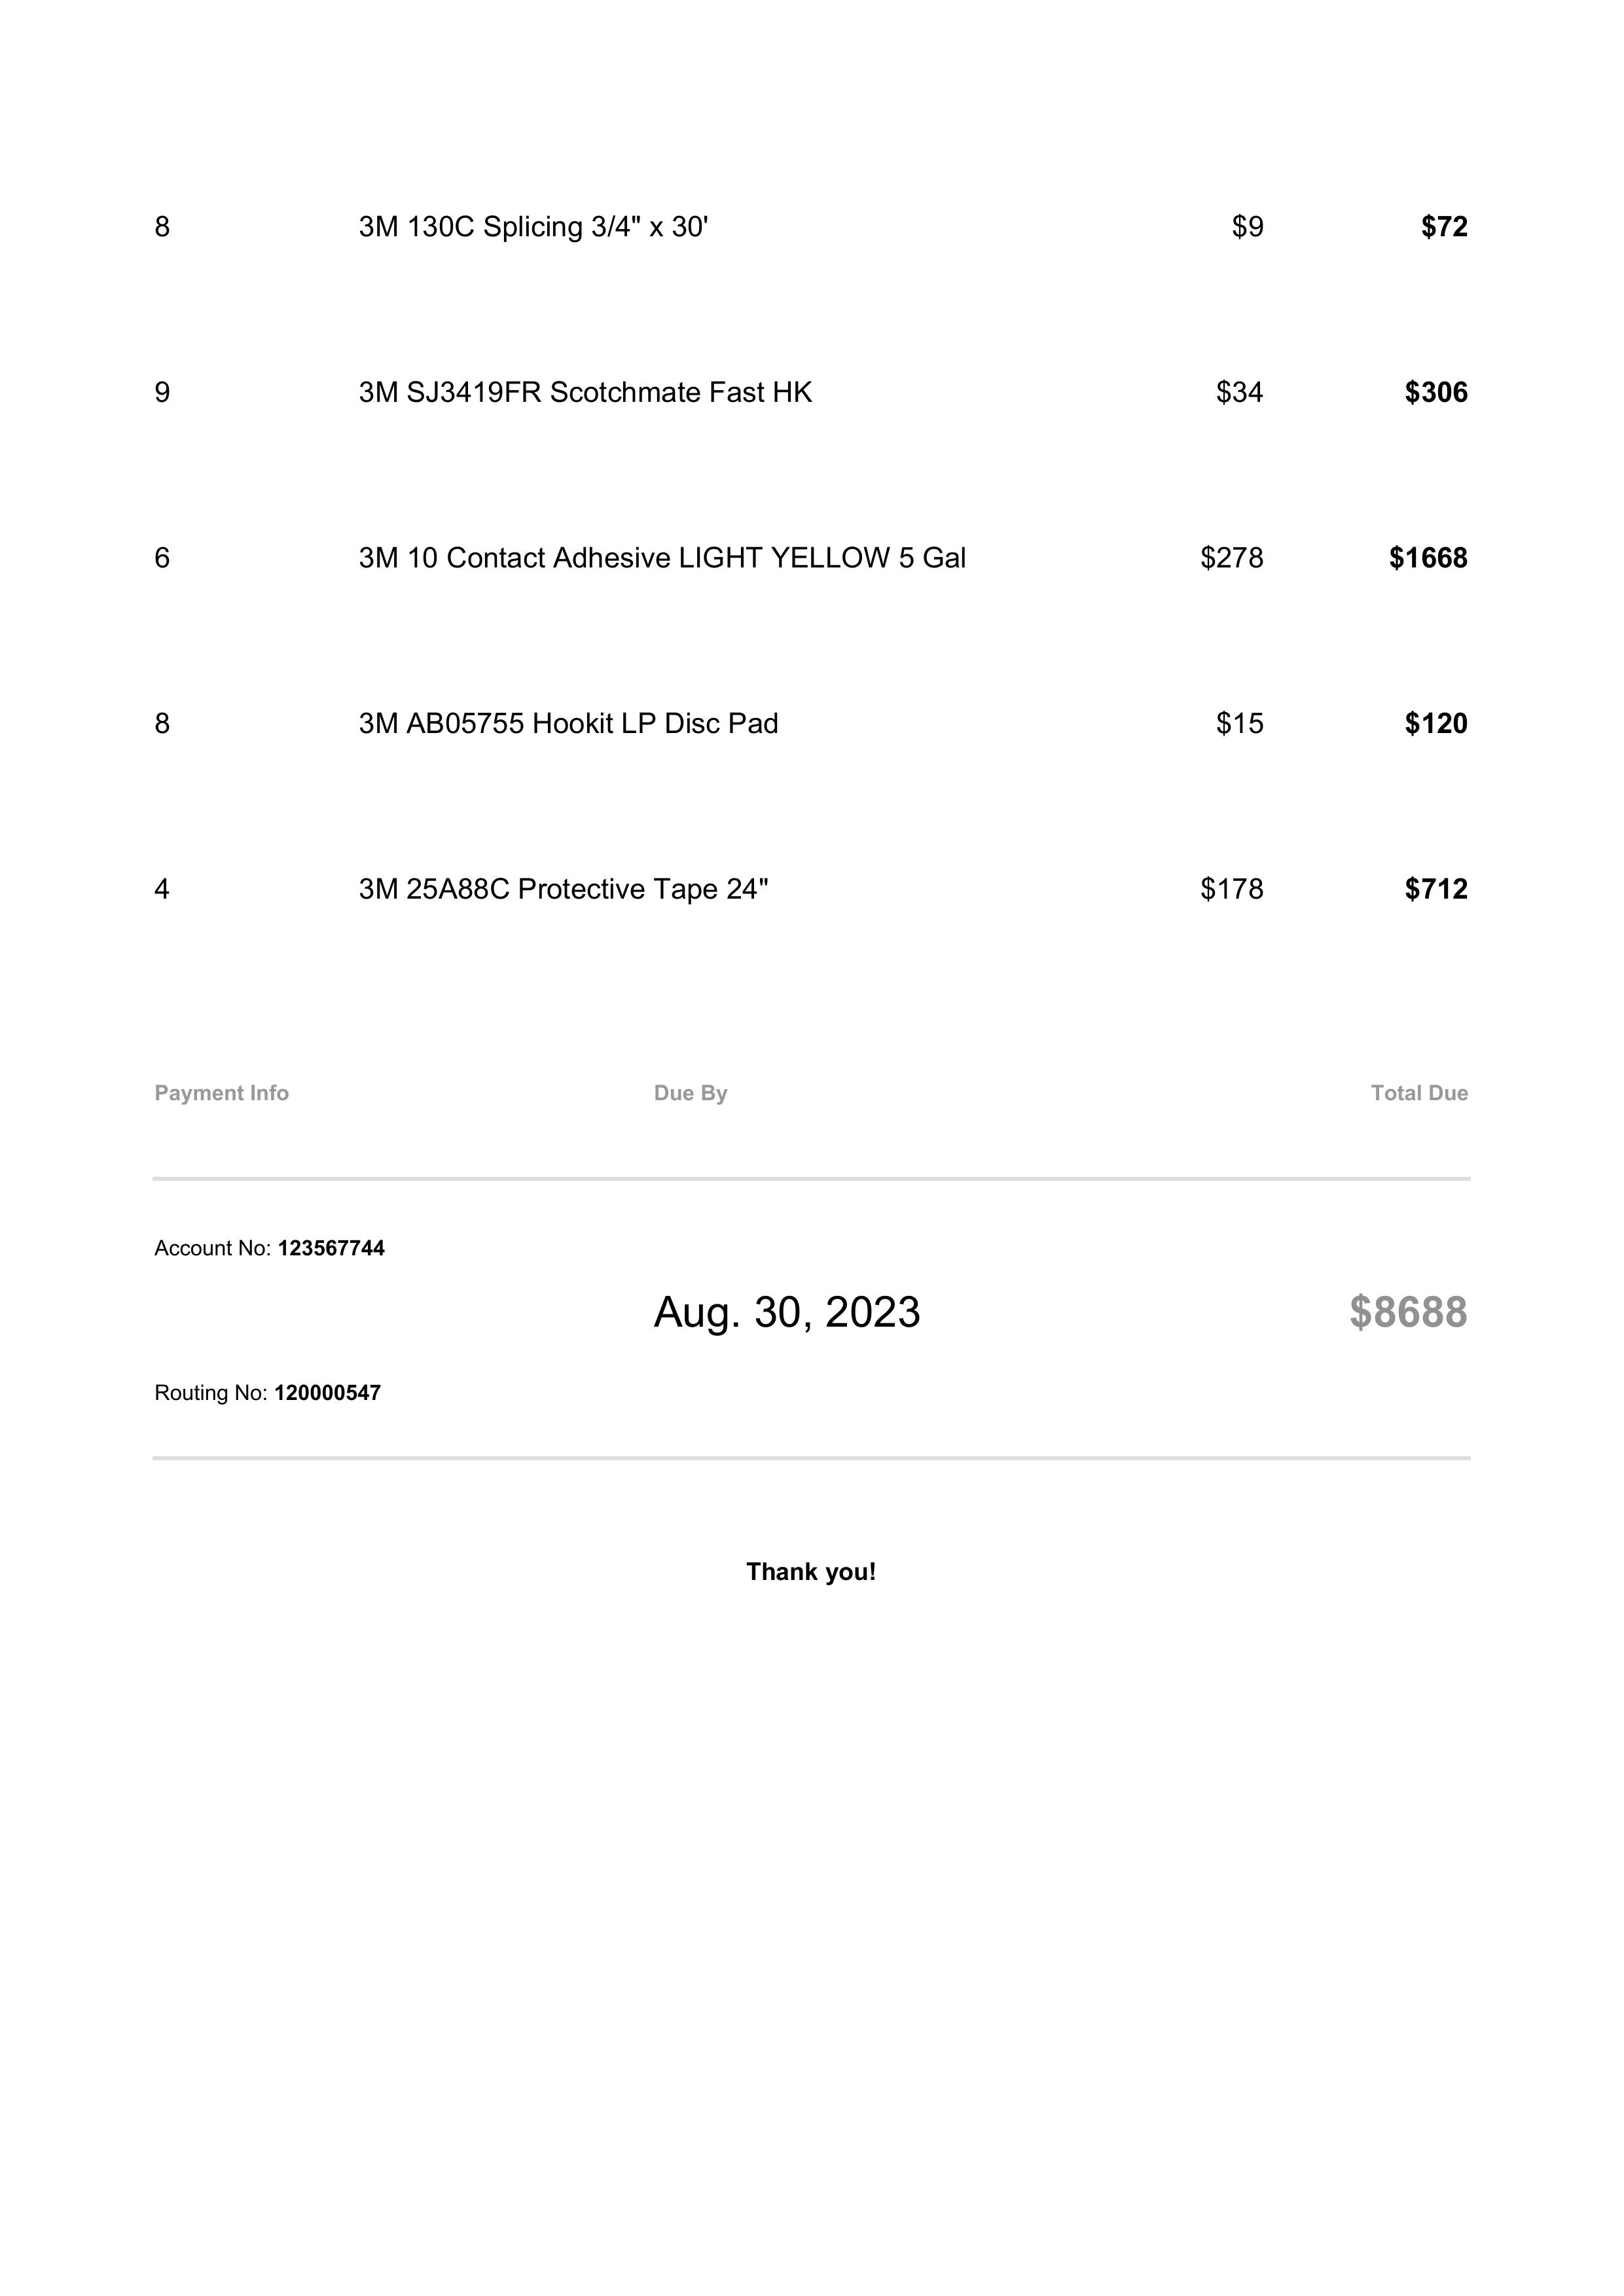 8 3M 130C Splicing 3/4" x 30' $9 $72
9 3M SJ3419FR Scotchmate Fast HK $34 $306
6 3M 10 Contact Adhesive LIGHT YELLOW 5 Gal $278 $1668
8 3M AB05755 Hookit LP Disc Pad $15 $120
4 3M 25A88C Protective Tape 24" $178 $712
Payment Info Due By Total Due
Account No: 123567744
Aug. 30, 2023 $8688
Routing No: 120000547
Thank you!